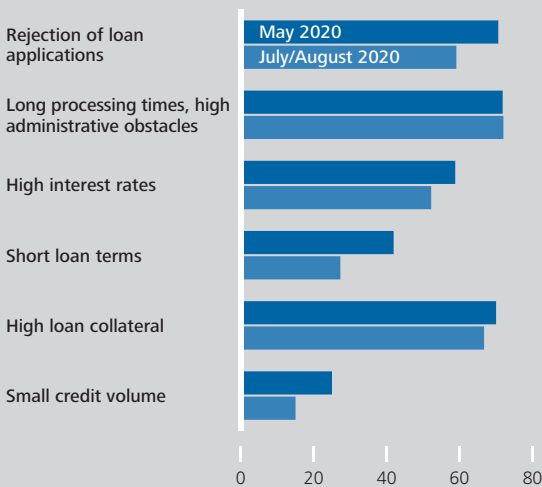 Rejection of loan
applications
May 2020
July/August 2020
Long processing times, high
administrative obstacles
High interest rates
Short loan terms
High loan collateral
Small credit volume
0 20 40 60 80